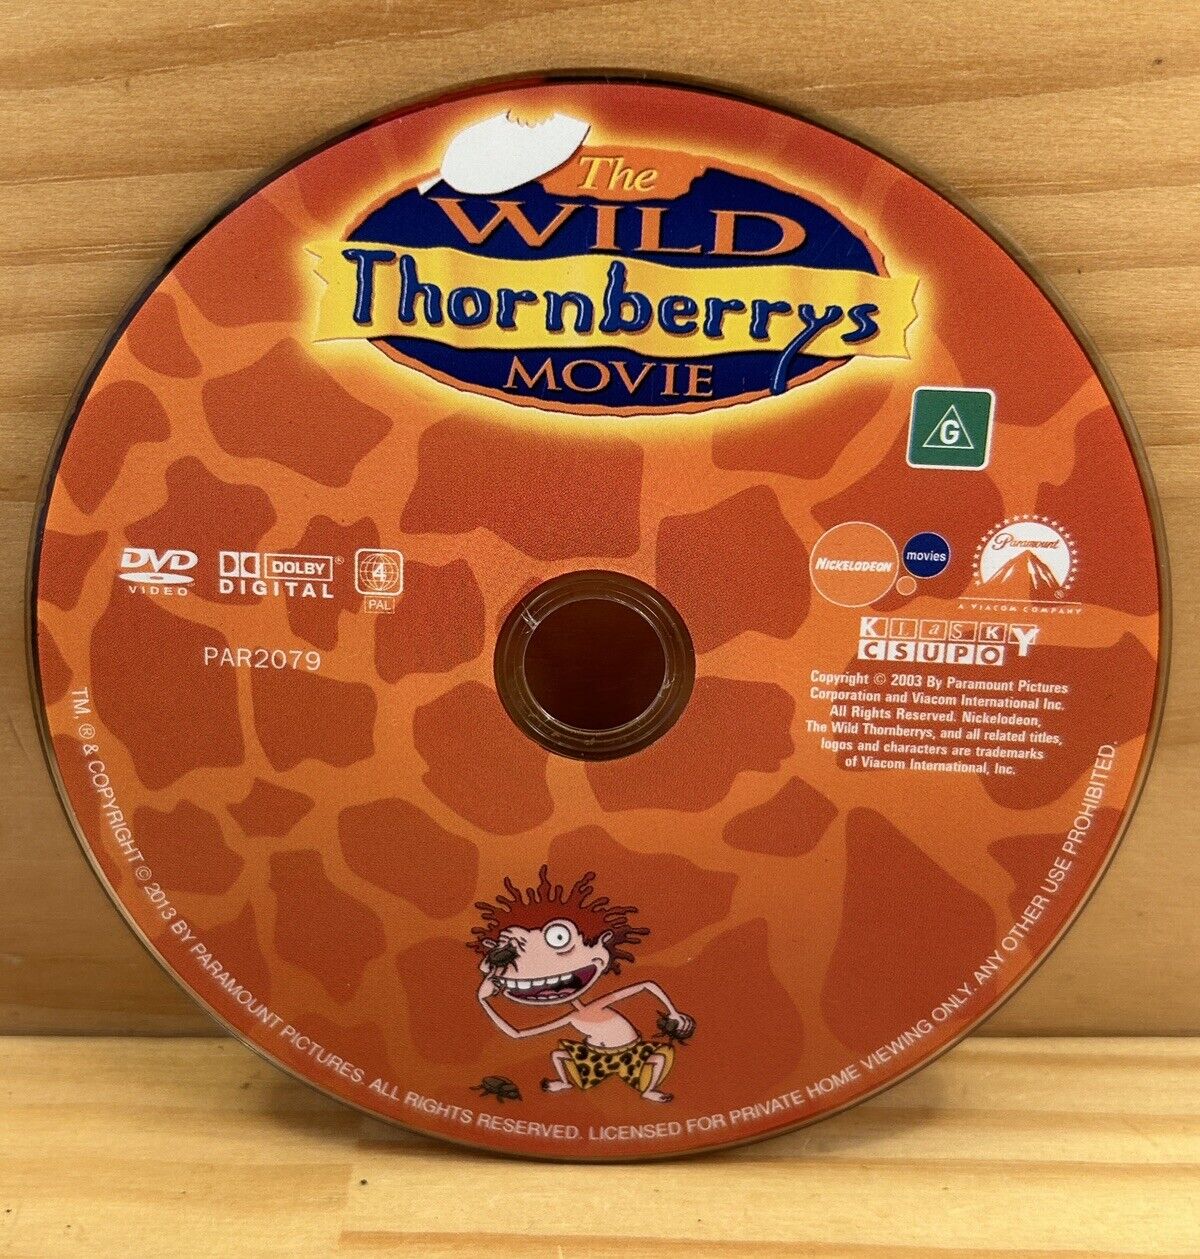 The
WILD
Thornberrys
MOVIE
G
DVD
VIDEO
DOLBY®
DIGITAL
4
PAL
PAR2079
NICKELODEON
movies
Paramount
®
A VIACOM COMPANY
KLaSKY
CSUPO
Copyright © 2003 By Paramount Pictures
Corporation and Viacom International Inc.
All Rights Reserved. Nickelodeon,
The Wild Thornberrys, and all related titles,
logos and characters are trademarks
of Viacom International, Inc.
TM, ® & COPYRIGHT © 2013 BY PARAMOUNT PICTURES. ALL RIGHTS RESERVED. LICENSED FOR PRIVATE HOME VIEWING ONLY. ANY OTHER USE PROHIBITED.